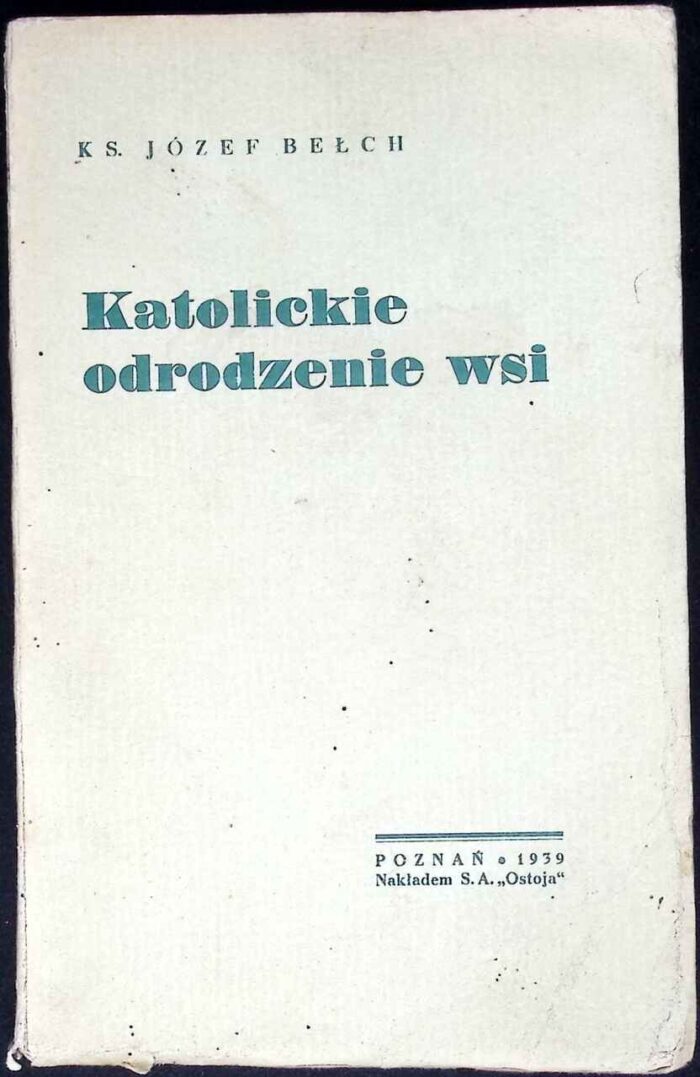 KS. JÓZEF BEŁCH
Katolickie
odrodzenie wsi
POZNAŃ • 1939
Nakładem S. A. „Ostoja“